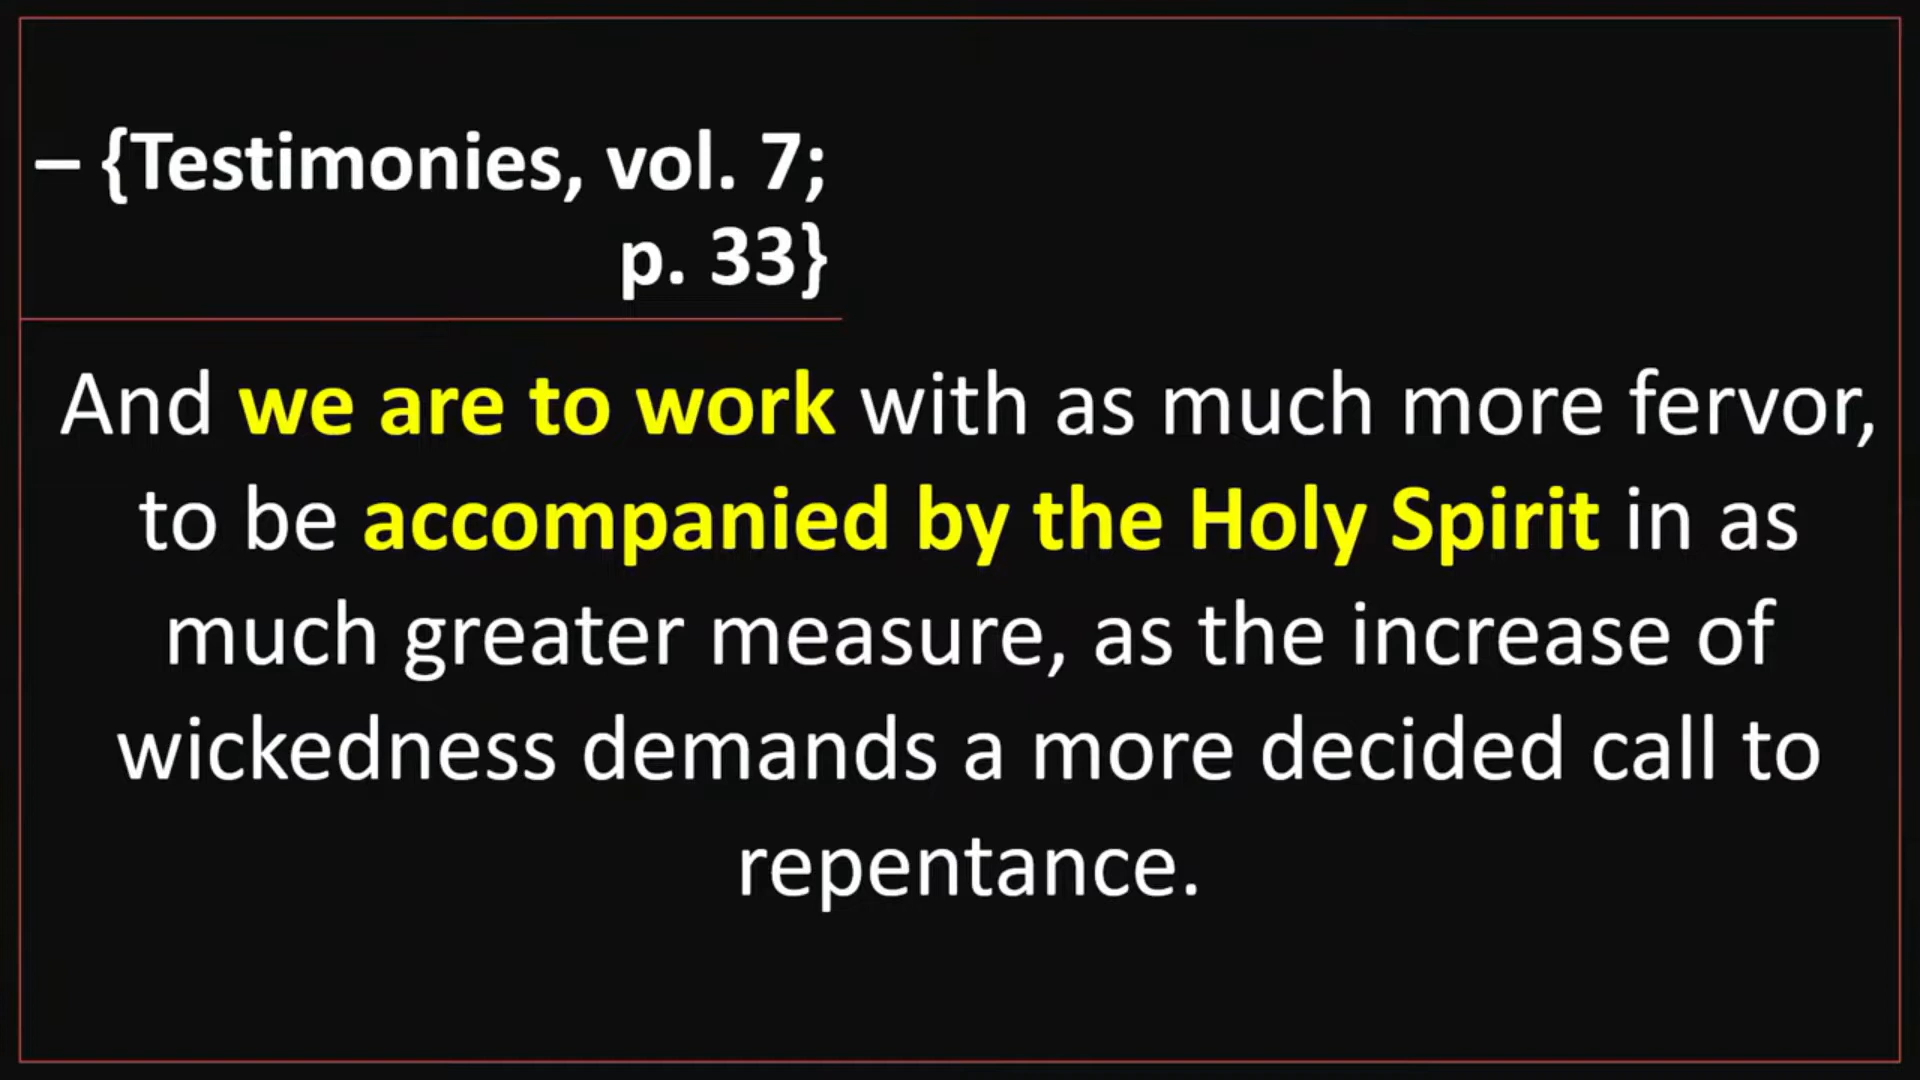 – {Testimonies, vol. 7;
p. 33}
And we are to work with as much more fervor,
to be accompanied by the Holy Spirit in as
much greater measure, as the increase of
wickedness demands a more decided call to
repentance.